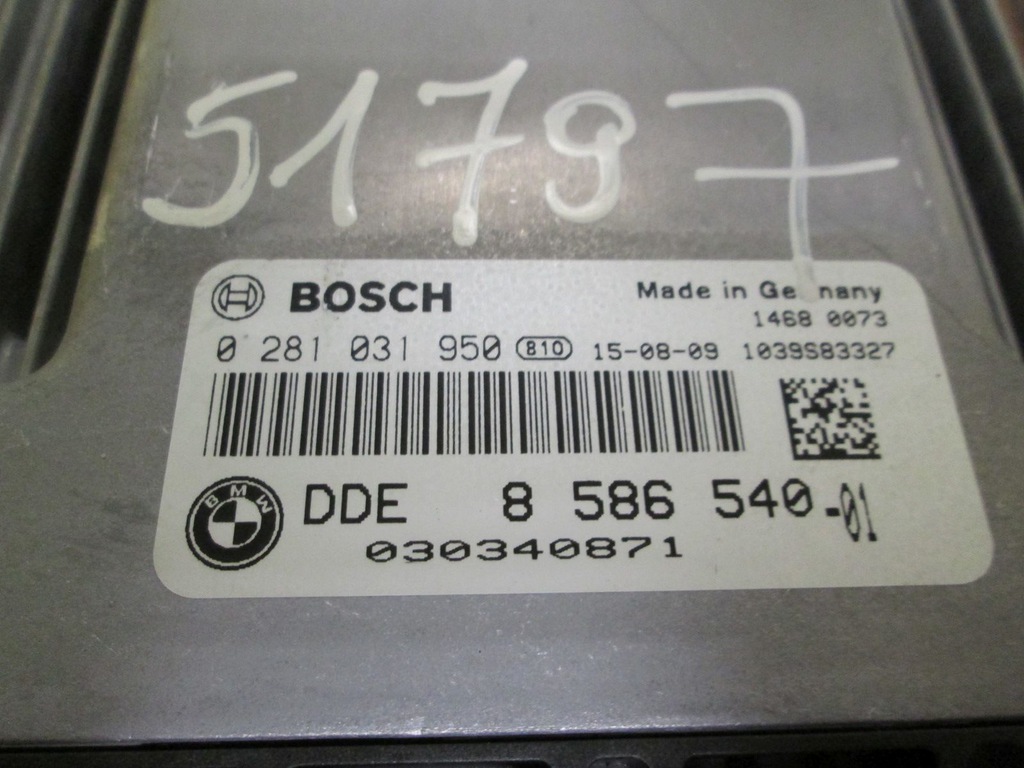 51797
BOSCH Made in Germany
1468 0073
0 281 031 950 B10 15-08-09 1039S83327
BMW DDE 8 586 540-01
030340871